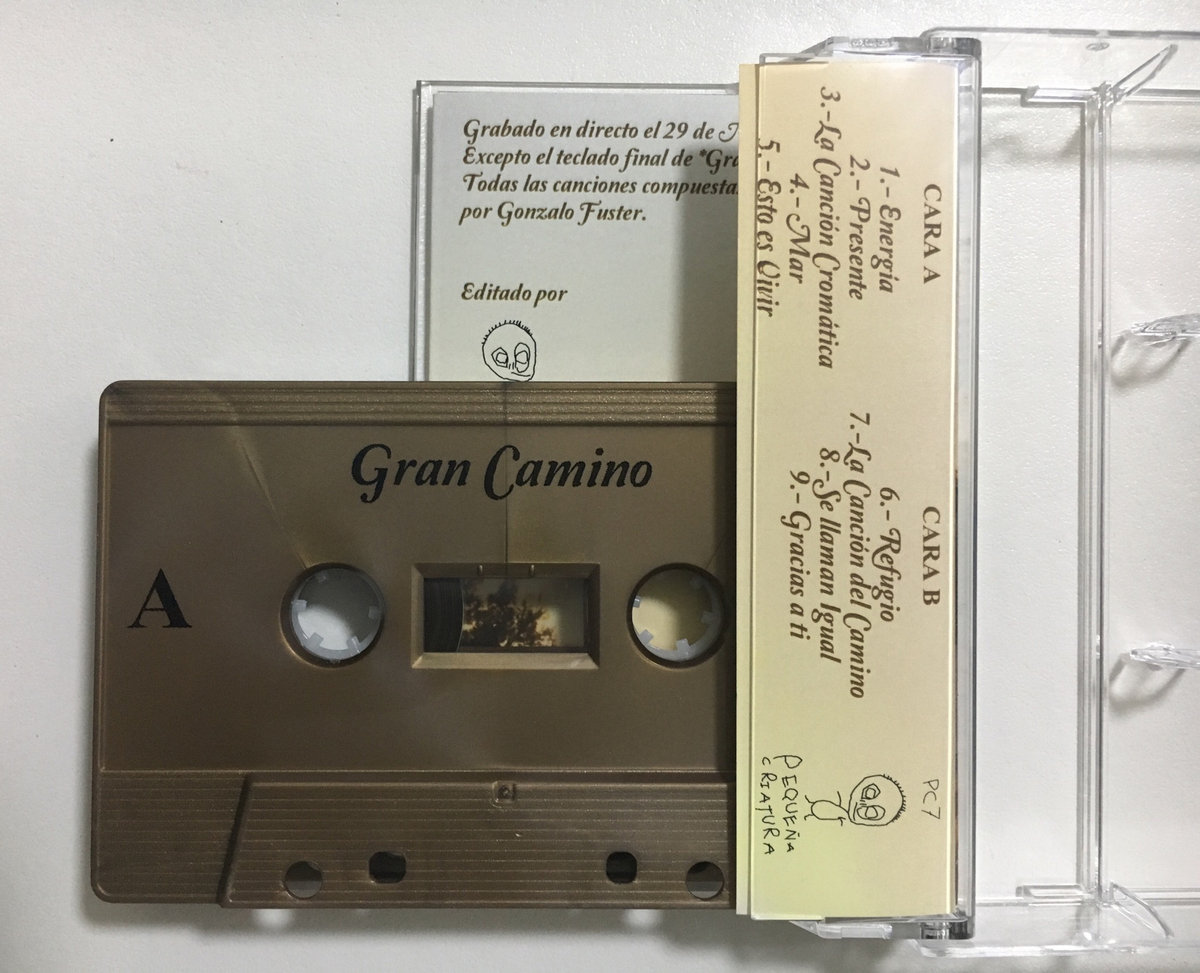 Grabado en directo el 29 de
Excepto el teclado final de "Gra
Todas las canciones compuesta
por Gonzalo Fuster.
Editado por
Gran Camino
A
CARA A
1.- Energía
2.- Presente
3.-La Canción Cromática
4.- Mar
5.- Esto es Vivir
CARA B
6.- Refugio
7.-La Canción del Camino
8.-Se llaman Igual
9.- Gracias a ti
PC7
PEQUEÑA
CRIATURA